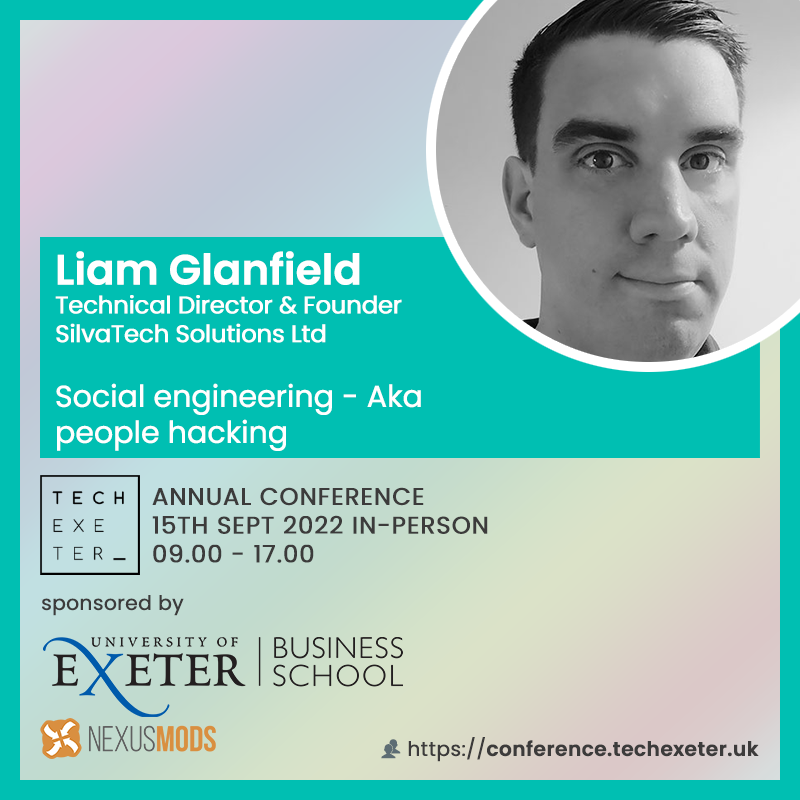 Liam Glanfield
Technical Director & Founder
SilvaTech Solutions Ltd
Social engineering - Aka
people hacking
TECH
EXE
TER_
ANNUAL CONFERENCE
15TH SEPT 2022 IN-PERSON
09.00 - 17.00
sponsored by
UNIVERSITY OF
EXETER
BUSINESS
SCHOOL
NEXUSMODS
https://conference.techexeter.uk